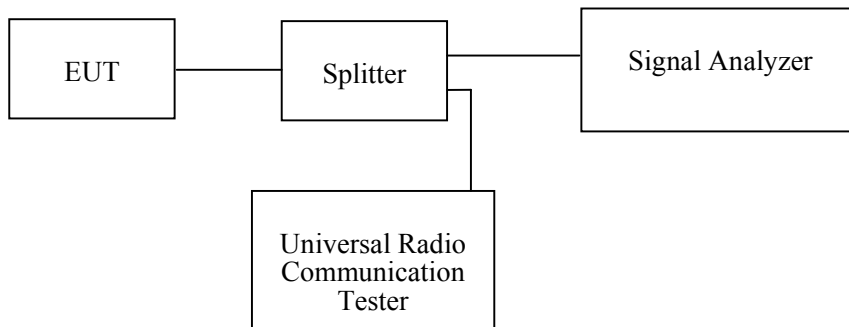 EUT
Splitter
Signal Analyzer
Universal Radio
Communication
Tester